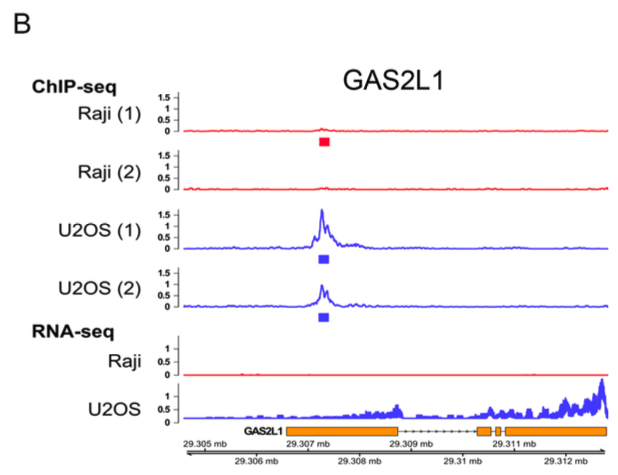 B
ChIP-seq
GAS2L1
Raji (1)
1.5
1
0.5
0
Raji (2)
1.5
1
0.5
0
U2OS (1)
1.5
1
0.5
0
U2OS (2)
1.5
1
0.5
0
RNA-seq
Raji
1
0.5
0
U2OS
1
0.5
0
GAS2L1
29.305 mb 29.307 mb 29.309 mb 29.31 mb 29.311 mb
29.306 mb 29.308 mb 29.31 mb 29.312 mb